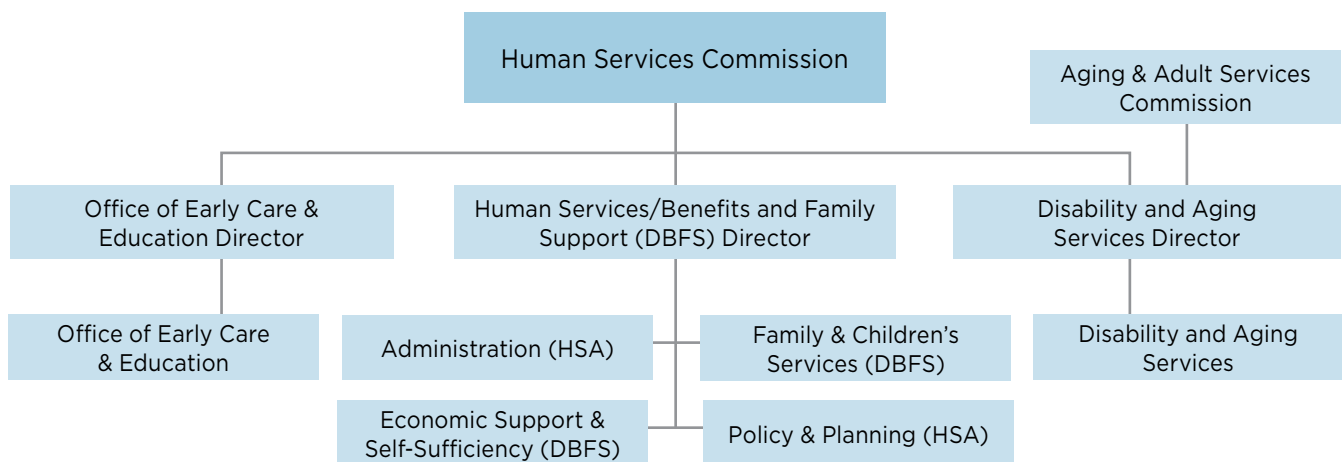 Human Services Commission
Aging & Adult Services
Commission
Office of Early Care &
Education Director
Human Services/Benefits and Family
Support (DBFS) Director
Disability and Aging
Services Director
Office of Early Care
& Education
Administration (HSA)
Family & Children’s
Services (DBFS)
Disability and Aging
Services
Economic Support &
Self-Sufficiency (DBFS)
Policy & Planning (HSA)